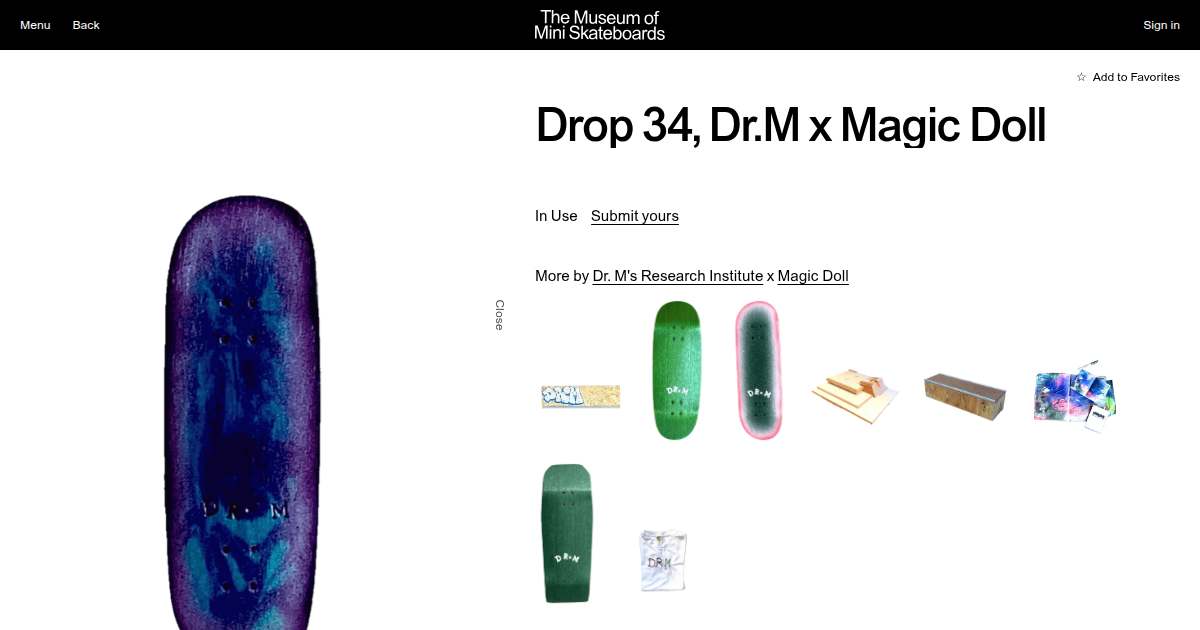 Menu Back
The Museum of
Mini Skateboards
Sign in
☆ Add to Favorites
Drop 34, Dr.M x Magic Doll
In Use Submit yours
More by Dr. M's Research Institute x Magic Doll
Close
DR.M
DR.M
DR.M
DR.M
DRM